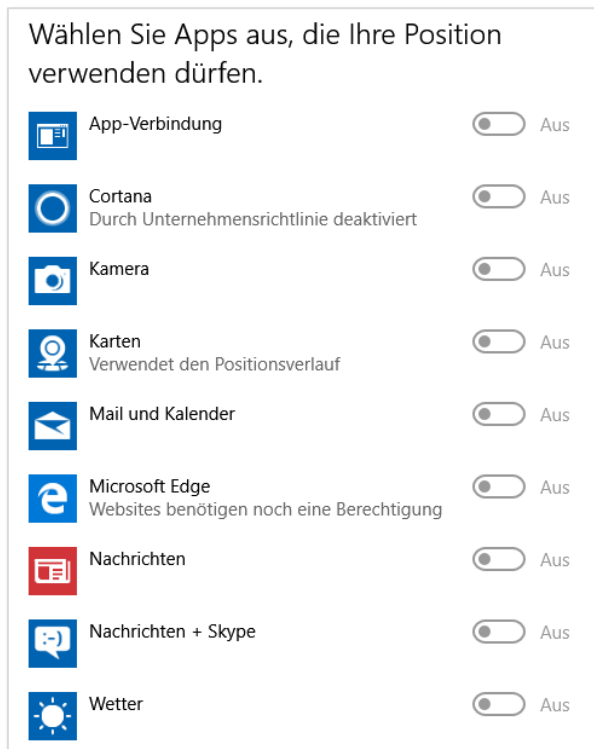 Wählen Sie Apps aus, die Ihre Position
verwenden dürfen.
App-Verbindung Aus
Cortana Aus
Durch Unternehmensrichtlinie deaktiviert
Kamera Aus
Karten Aus
Verwendet den Positionsverlauf
Mail und Kalender Aus
Microsoft Edge Aus
Websites benötigen noch eine Berechtigung
Nachrichten Aus
Nachrichten + Skype Aus
Wetter Aus